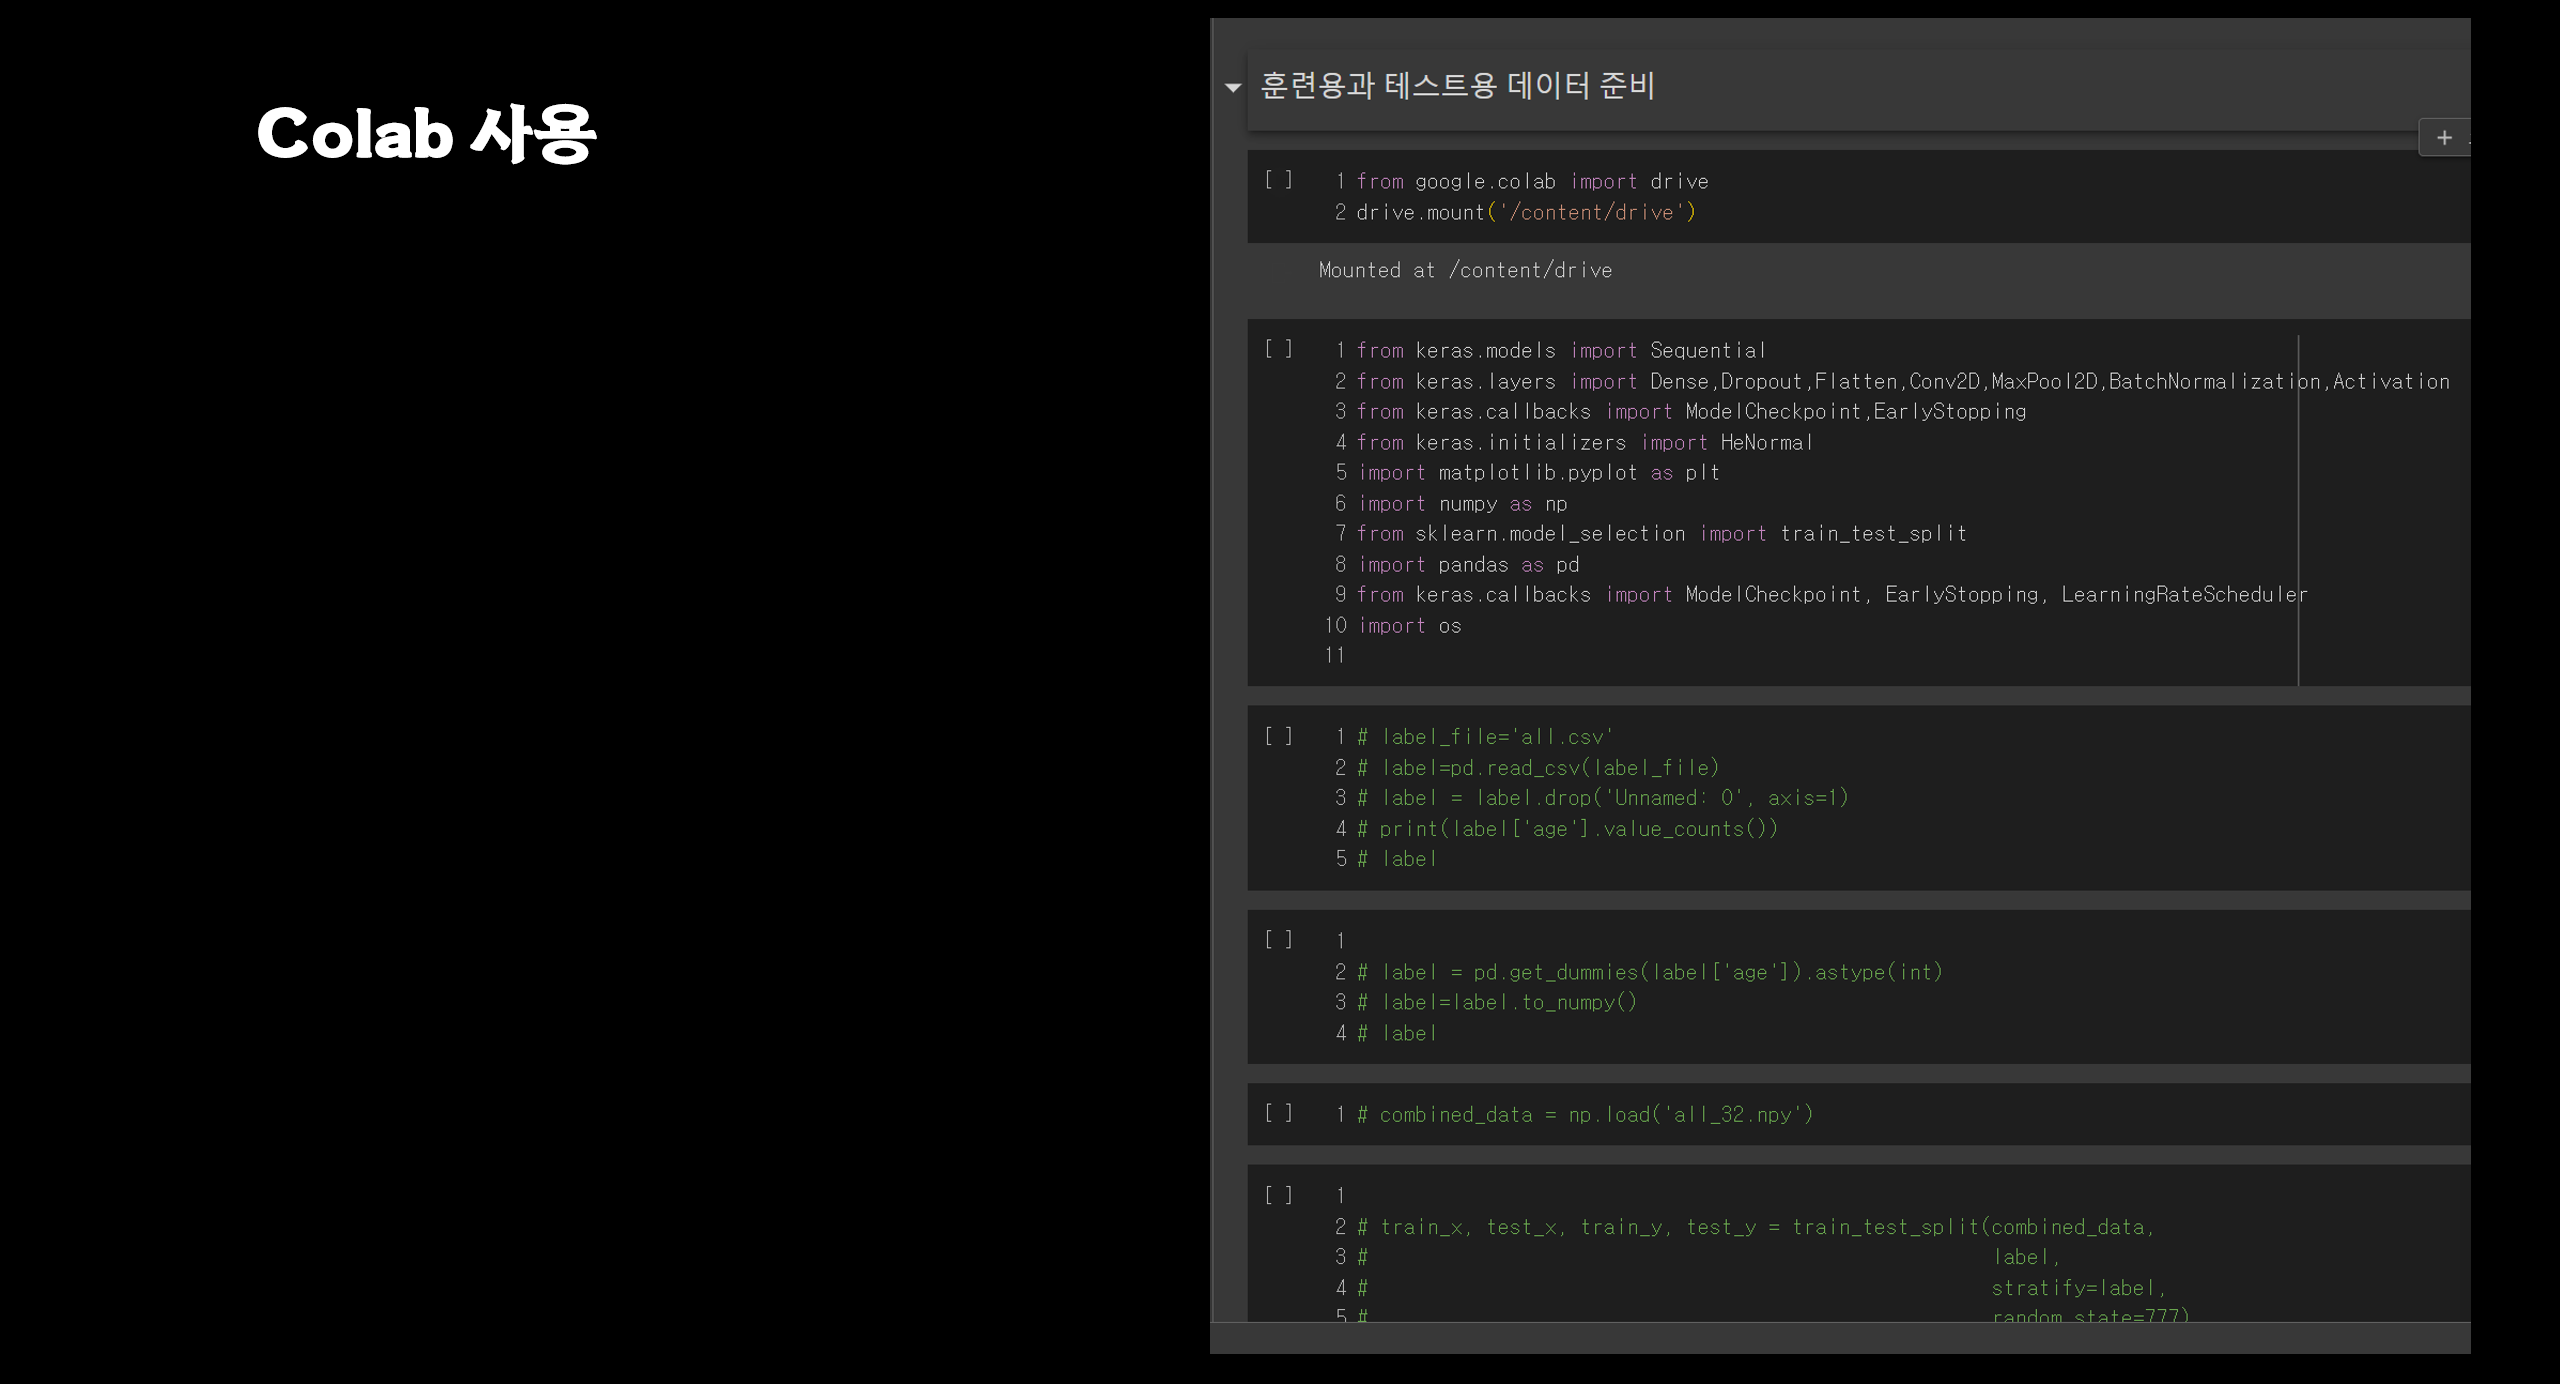 Colab 사용
훈련용과 테스트용 데이터 준비
[ ] 1 from google.colab import drive
2 drive.mount('/content/drive')
Mounted at /content/drive
[ ] 1 from keras.models import Sequential
2 from keras.layers import Dense,Dropout,Flatten,Conv2D,MaxPool2D,BatchNormalization,Activation
3 from keras.callbacks import ModelCheckpoint,EarlyStopping
4 from keras.initializers import HeNormal
5 import matplotlib.pyplot as plt
6 import numpy as np
7 from sklearn.model_selection import train_test_split
8 import pandas as pd
9 from keras.callbacks import ModelCheckpoint, EarlyStopping, LearningRateScheduler
10 import os
11
[ ] 1 # label_file='all.csv'
2 # label=pd.read_csv(label_file)
3 # label = label.drop('Unnamed: 0', axis=1)
4 # print(label['age'].value_counts())
5 # label
[ ] 1
2 # label = pd.get_dummies(label['age']).astype(int)
3 # label=label.to_numpy()
4 # label
[ ] 1 # combined_data = np.load('all_32.npy')
[ ] 1
2 # train_x, test_x, train_y, test_y = train_test_split(combined_data,
3 # label,
4 # stratify=label,
5 # random_state=777)